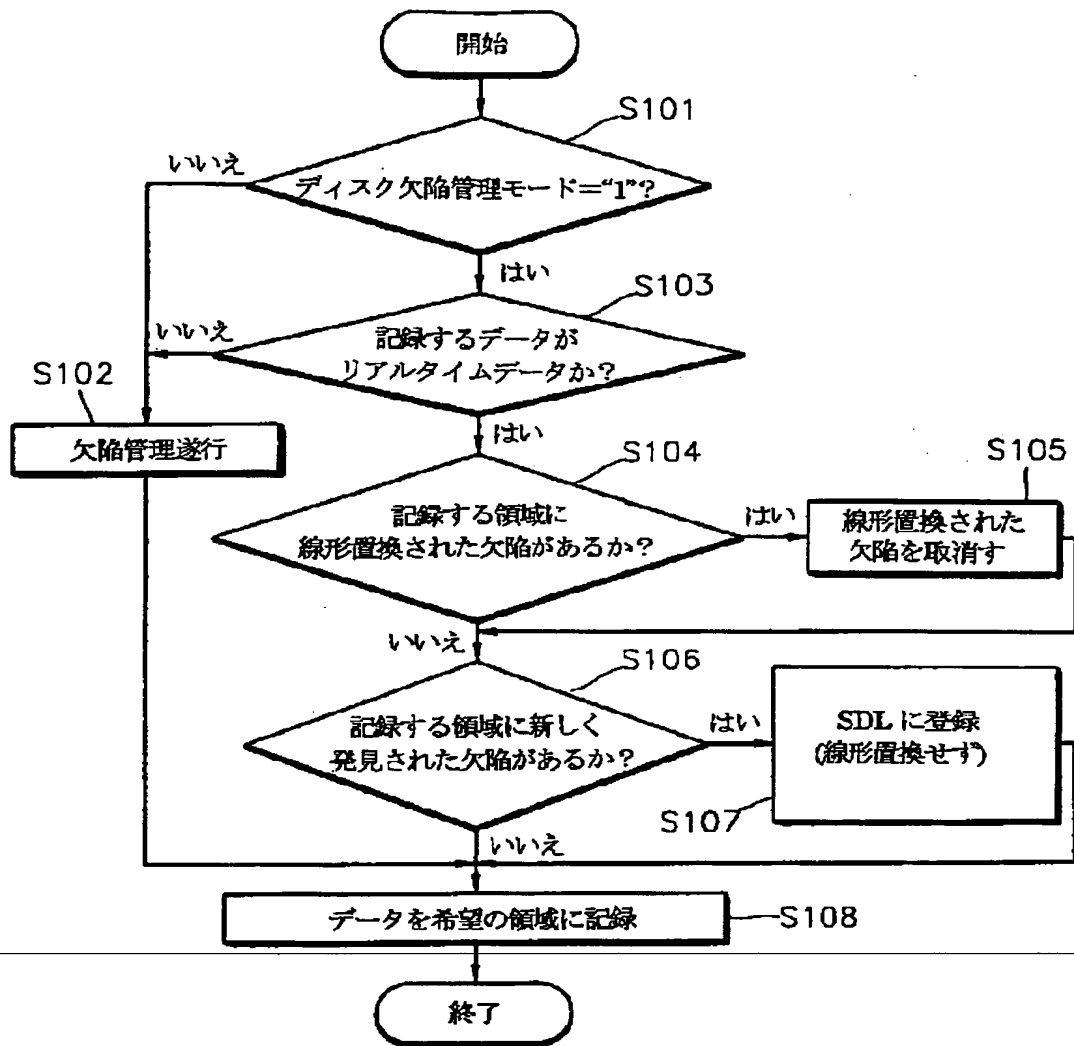 開始
S101
いいえ
ディスク欠陥管理モード=“1”?
はい
S103
いいえ
記録するデータが
リアルタイムデータか?
S102
欠陥管理遂行
はい
S104
S105
記録する領域に
線形置換された欠陥があるか?
はい
線形置換された
欠陥を取消す
いいえ
S106
記録する領域に新しく
発見された欠陥があるか?
はい
SDLに登録
(線形置換せず)
S107
いいえ
データを希望の領域に記録
S108
終了